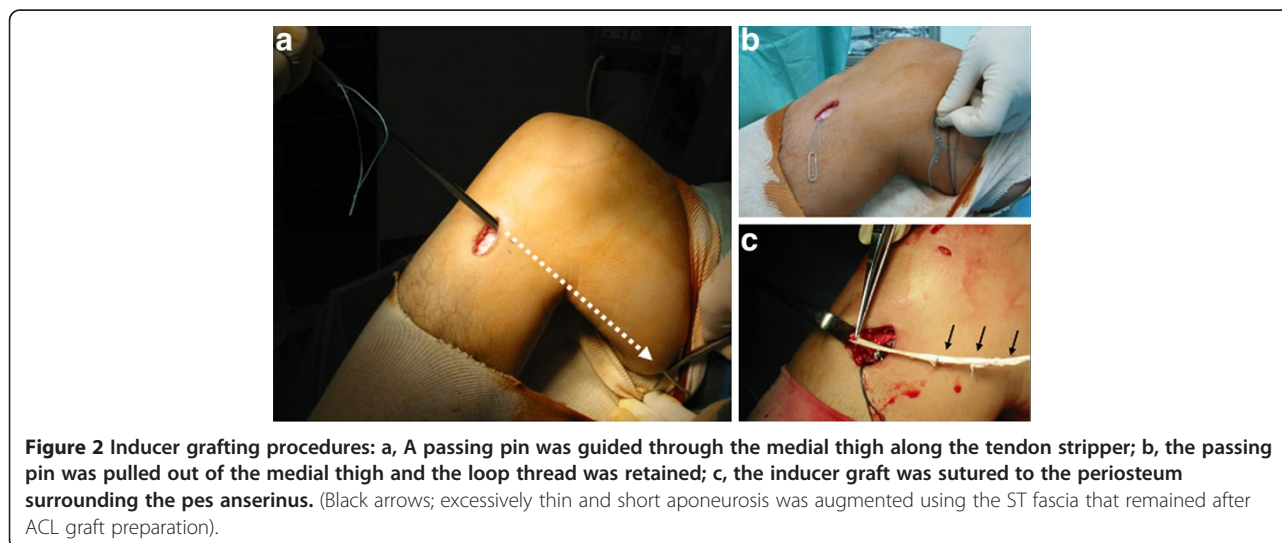 a
b
c
Figure 2 Inducer grafting procedures: a, A passing pin was guided through the medial thigh along the tendon stripper; b, the passing
pin was pulled out of the medial thigh and the loop thread was retained; c, the inducer graft was sutured to the periosteum
surrounding the pes anserinus. (Black arrows; excessively thin and short aponeurosis was augmented using the ST fascia that remained after
ACL graft preparation).